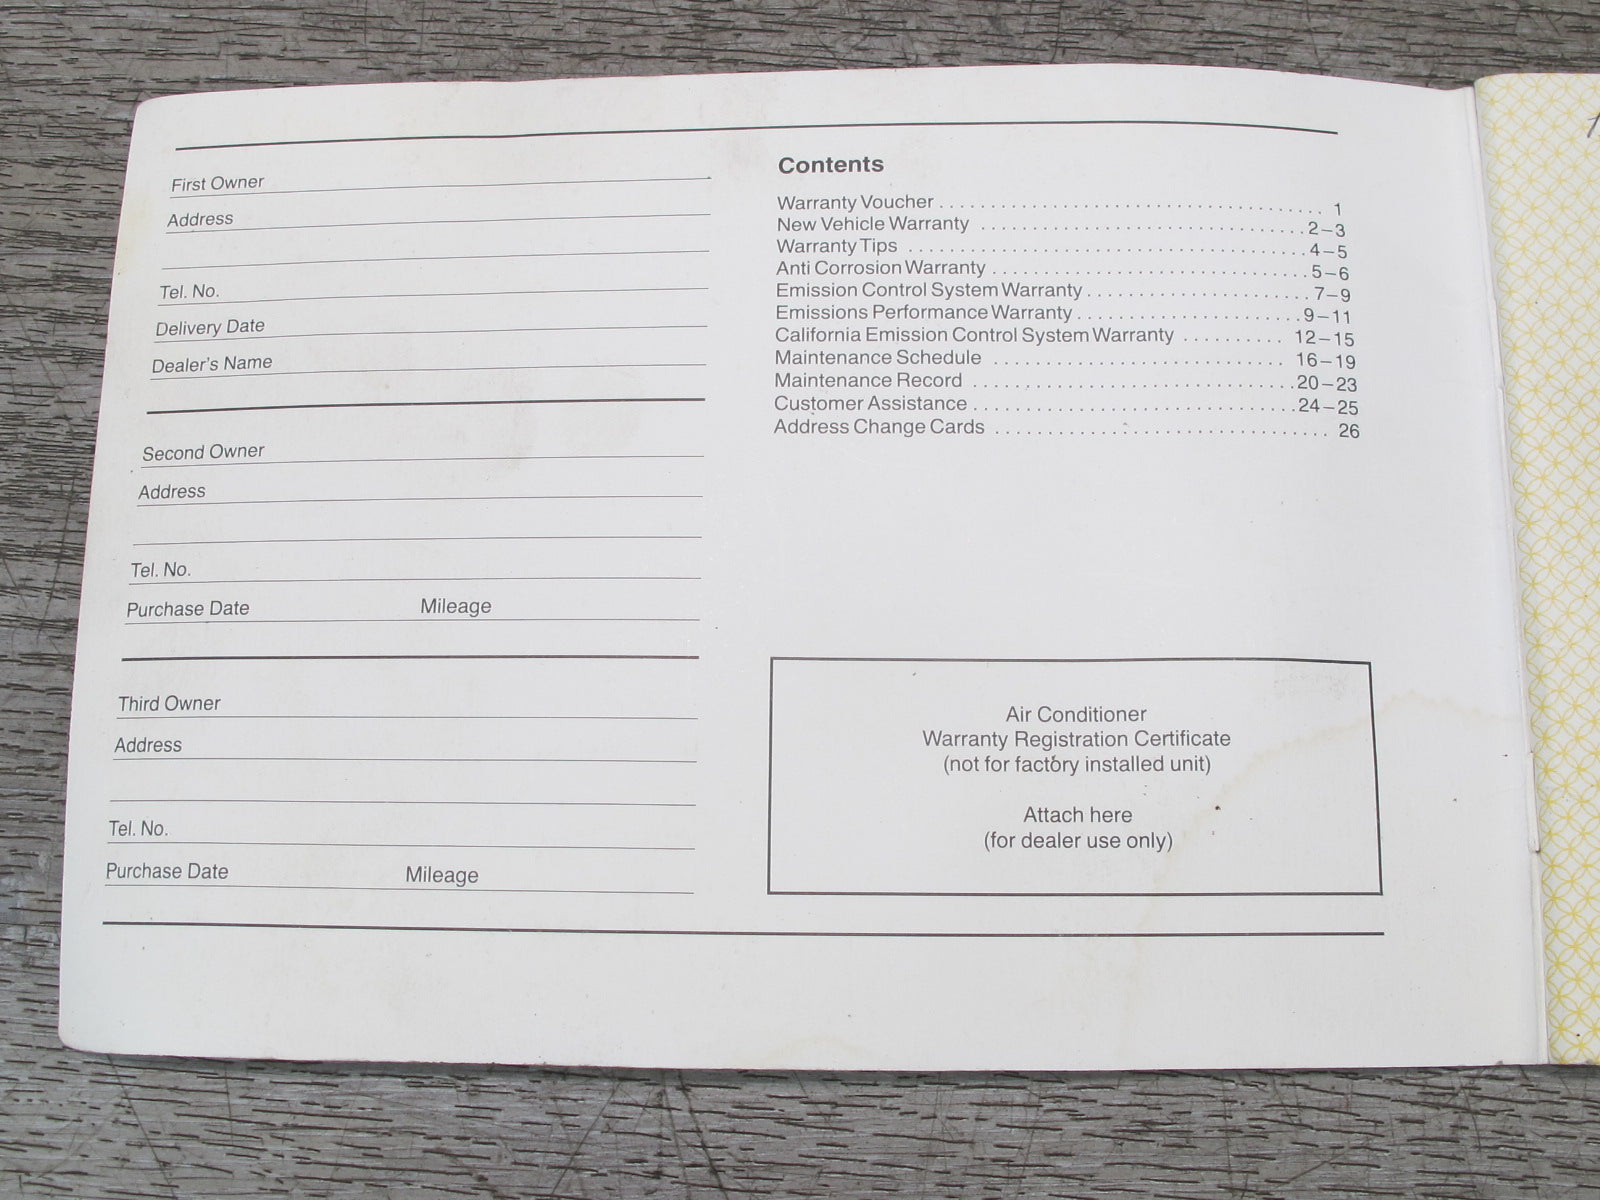 First Owner
Address
Tel. No.
Delivery Date
Dealer's Name
Second Owner
Address
Tel. No.
Purchase Date Mileage
Third Owner
Address
Tel. No.
Purchase Date Mileage
Contents
Warranty Voucher . . . . . . . . . . . . . . . . . . . . . . . . . . . . . . . . . . . . . . 1
New Vehicle Warranty . . . . . . . . . . . . . . . . . . . . . . . . . . . . . . . . 2–3
Warranty Tips . . . . . . . . . . . . . . . . . . . . . . . . . . . . . . . . . . . . . . . 4–5
Anti Corrosion Warranty . . . . . . . . . . . . . . . . . . . . . . . . . . . . . . . 5–6
Emission Control System Warranty . . . . . . . . . . . . . . . . . . . . . . 7–9
Emissions Performance Warranty . . . . . . . . . . . . . . . . . . . . . . 9–11
California Emission Control System Warranty . . . . . . . . . . 12–15
Maintenance Schedule . . . . . . . . . . . . . . . . . . . . . . . . . . . . . 16–19
Maintenance Record . . . . . . . . . . . . . . . . . . . . . . . . . . . . . . . 20–23
Customer Assistance . . . . . . . . . . . . . . . . . . . . . . . . . . . . . . . 24–25
Address Change Cards . . . . . . . . . . . . . . . . . . . . . . . . . . . . . . . . 26
Air Conditioner
Warranty Registration Certificate
(not for factory installed unit)
Attach here
(for dealer use only)